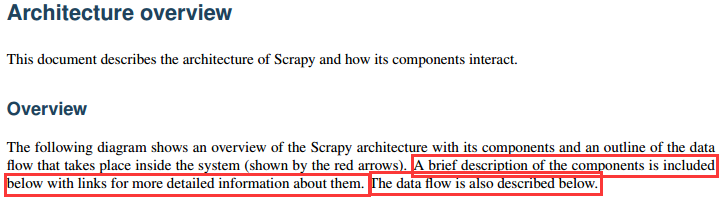 Architecture overview
This document describes the architecture of Scrapy and how its components interact.
Overview
The following diagram shows an overview of the Scrapy architecture with its components and an outline of the data
flow that takes place inside the system (shown by the red arrows). A brief description of the components is included
below with links for more detailed information about them. The data flow is also described below.